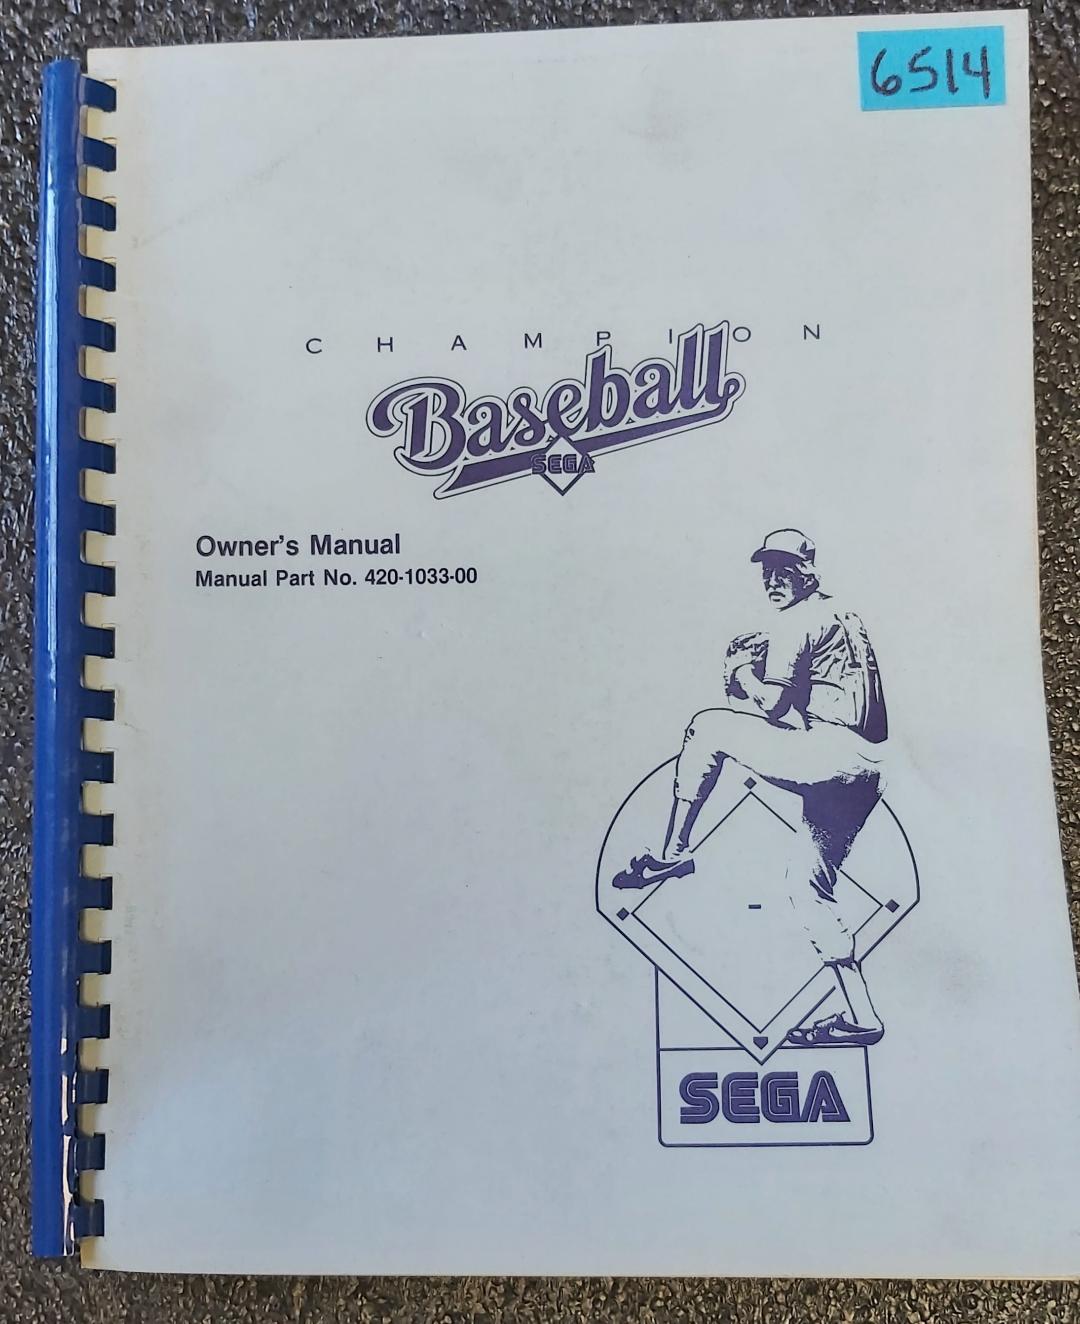 6514
CHAMPION
Baseball
SEGA
Owner's Manual
Manual Part No. 420-1033-00
SEGA